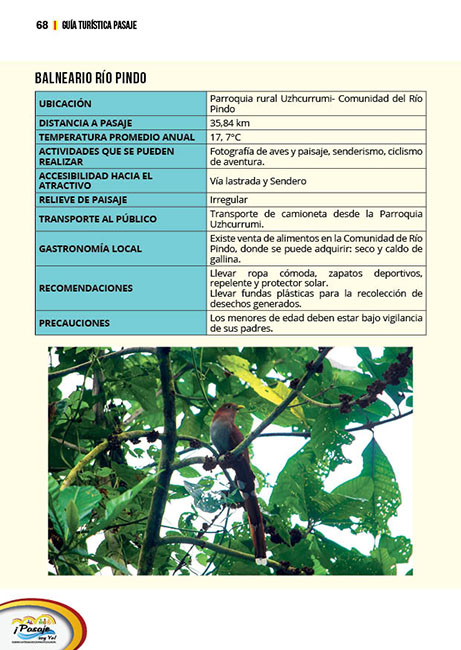 68 | GUÍA TURÍSTICA PASAJE
BALNEARIO RÍO PINDO
UBICACIÓN
Parroquia rural Uzhcurrumi- Comunidad del Río
Pindo
DISTANCIA A PASAJE
35,84 km
TEMPERATURA PROMEDIO ANUAL
17, 7°C
ACTIVIDADES QUE SE PUEDEN
REALIZAR
Fotografía de aves y paisaje, senderismo, ciclismo
de aventura.
ACCESIBILIDAD HACIA EL
ATRACTIVO
Vía lastrada y Sendero
RELIEVE DE PAISAJE
Irregular
TRANSPORTE AL PÚBLICO
Transporte de camioneta desde la Parroquia
Uzhcurrumi.
GASTRONOMÍA LOCAL
Existe venta de alimentos en la Comunidad de Río
Pindo, donde se puede adquirir: seco y caldo de
gallina.
RECOMENDACIONES
Llevar ropa cómoda, zapatos deportivos,
repelente y protector solar.
Llevar fundas plásticas para la recolección de
desechos generados.
PRECAUCIONES
Los menores de edad deben estar bajo vigilancia
de sus padres.
¡Pasaje
soy Yo!